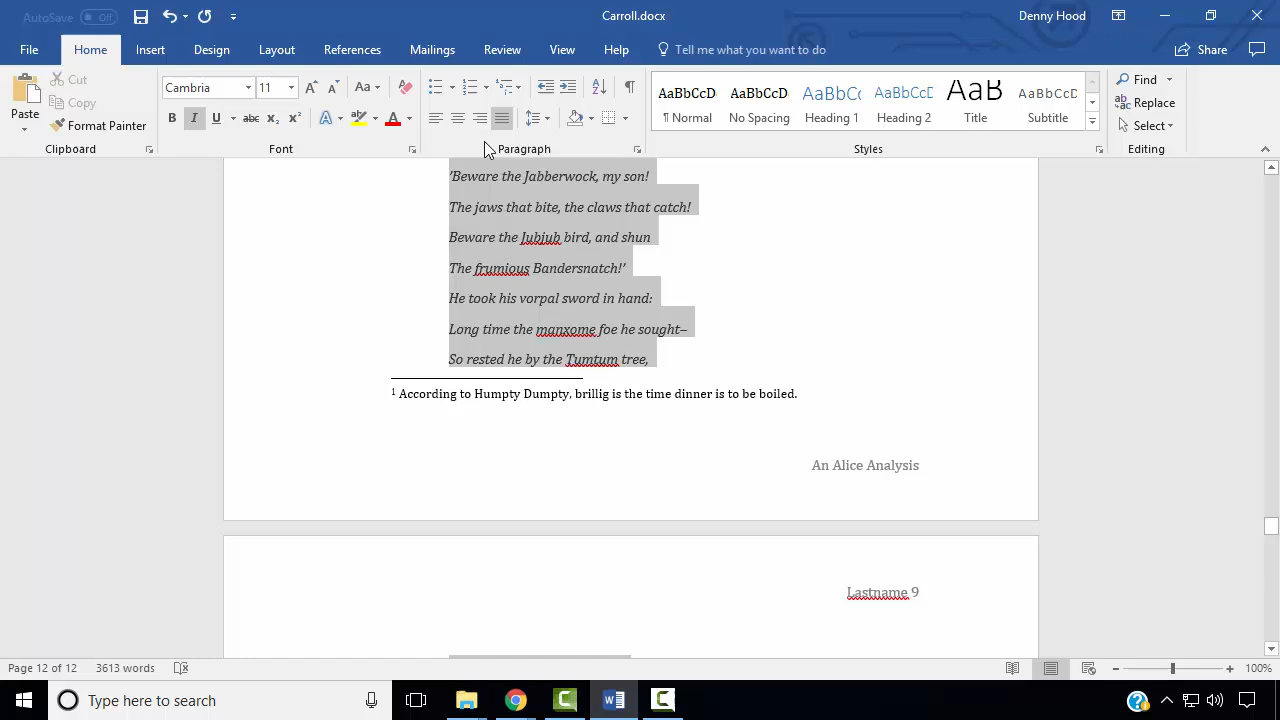 AutoSave Off
Carroll.docx
Denny Hood
File Home Insert Design Layout References Mailings Review View Help Tell me what you want to do Share
Paste
Cut
Copy
Format Painter
Clipboard
Cambria 11 Aa
B I U abc X2 X2 A A
Font
Paragraph
AaBbCcD AaBbCcD AaBbC AaBbCcD AaB AaBbCcD
¶ Normal No Spacing Heading 1 Heading 2 Title Subtitle
Styles
Find
Replace
Select
Editing
'Beware the Jabberwock, my son!
The jaws that bite, the claws that catch!
Beware the Jubjub bird, and shun
The frumious Bandersnatch!'
He took his vorpal sword in hand:
Long time the manxome foe he sought–
So rested he by the Tumtum tree,
1 According to Humpty Dumpty, brillig is the time dinner is to be boiled.
An Alice Analysis
Lastname 9
Page 12 of 12 3613 words 100%
Type here to search